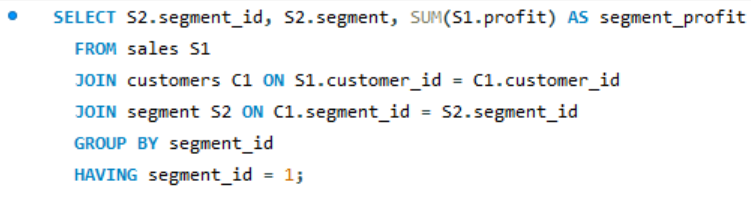 SELECT S2.segment_id, S2.segment, SUM(S1.profit) AS segment_profit
FROM sales S1
JOIN customers C1 ON S1.customer_id = C1.customer_id
JOIN segment S2 ON C1.segment_id = S2.segment_id
GROUP BY segment_id
HAVING segment_id = 1;